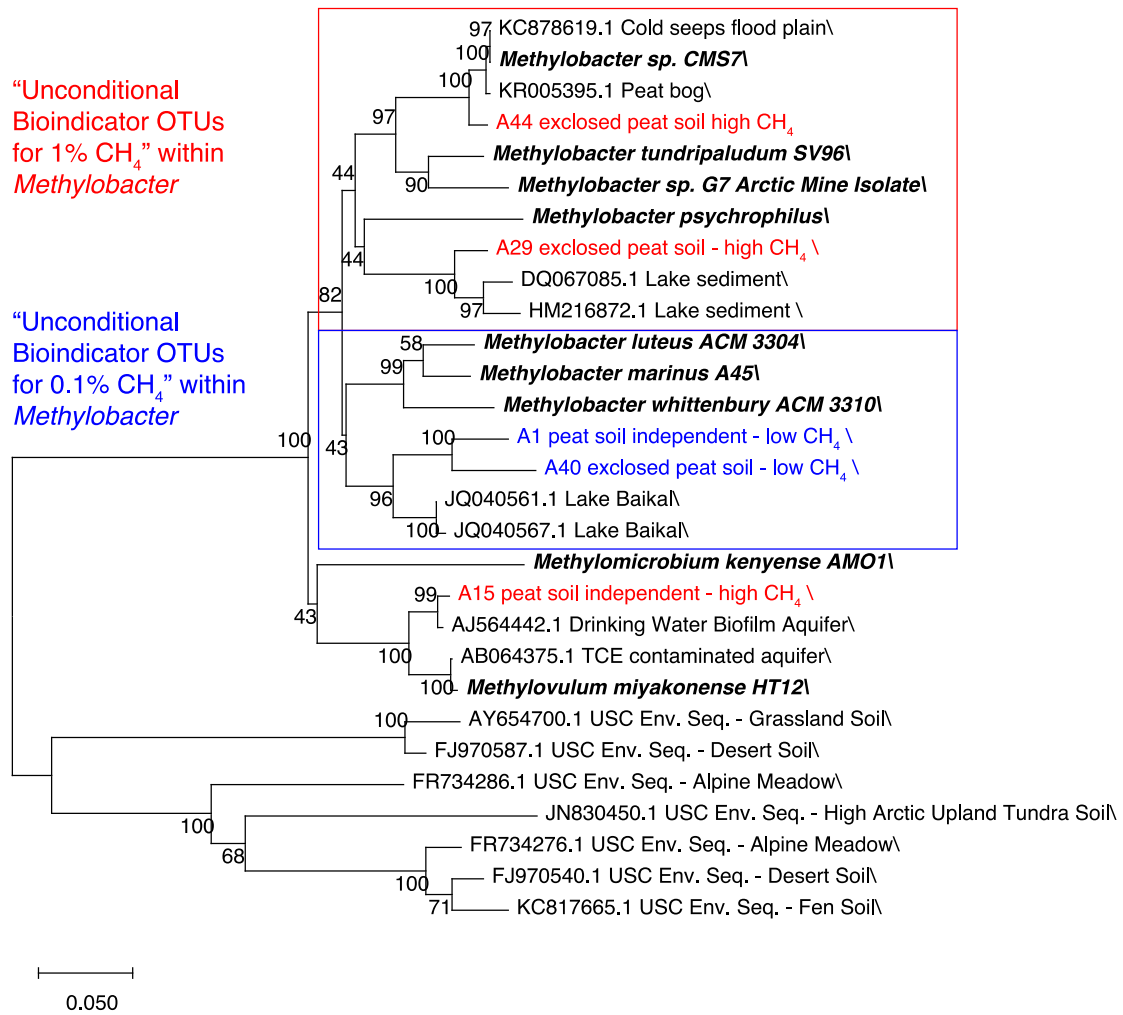 “Unconditional
Bioindicator OTUs
for 1% CH₄” within
Methylobacter
“Unconditional
Bioindicator OTUs
for 0.1% CH₄” within
Methylobacter
97
KC878619.1 Cold seeps flood plain\
100
Methylobacter sp. CMS7\
100
KR005395.1 Peat bog\
97
A44 exclosed peat soil high CH₄
Methylobacter tundripaludum SV96\
44
90
Methylobacter sp. G7 Arctic Mine Isolate\
Methylobacter psychrophilus\
44
A29 exclosed peat soil - high CH₄ \
100
DQ067085.1 Lake sediment\
82
97
HM216872.1 Lake sediment \
58
Methylobacter luteus ACM 3304\
99
Methylobacter marinus A45\
Methylobacter whittenbury ACM 3310\
100
43
100
A1 peat soil independent - low CH₄ \
A40 exclosed peat soil - low CH₄ \
96
JQ040561.1 Lake Baikal\
100
JQ040567.1 Lake Baikal\
Methylomicrobium kenyense AMO1\
43
99
A15 peat soil independent - high CH₄ \
AJ564442.1 Drinking Water Biofilm Aquifer\
100
AB064375.1 TCE contaminated aquifer\
100
Methylovulum miyakonense HT12\
100
AY654700.1 USC Env. Seq. - Grassland Soil\
FJ970587.1 USC Env. Seq. - Desert Soil\
FR734286.1 USC Env. Seq. - Alpine Meadow\
100
JN830450.1 USC Env. Seq. - High Arctic Upland Tundra Soil\
68
FR734276.1 USC Env. Seq. - Alpine Meadow\
100
FJ970540.1 USC Env. Seq. - Desert Soil\
71
KC817665.1 USC Env. Seq. - Fen Soil\
0.050